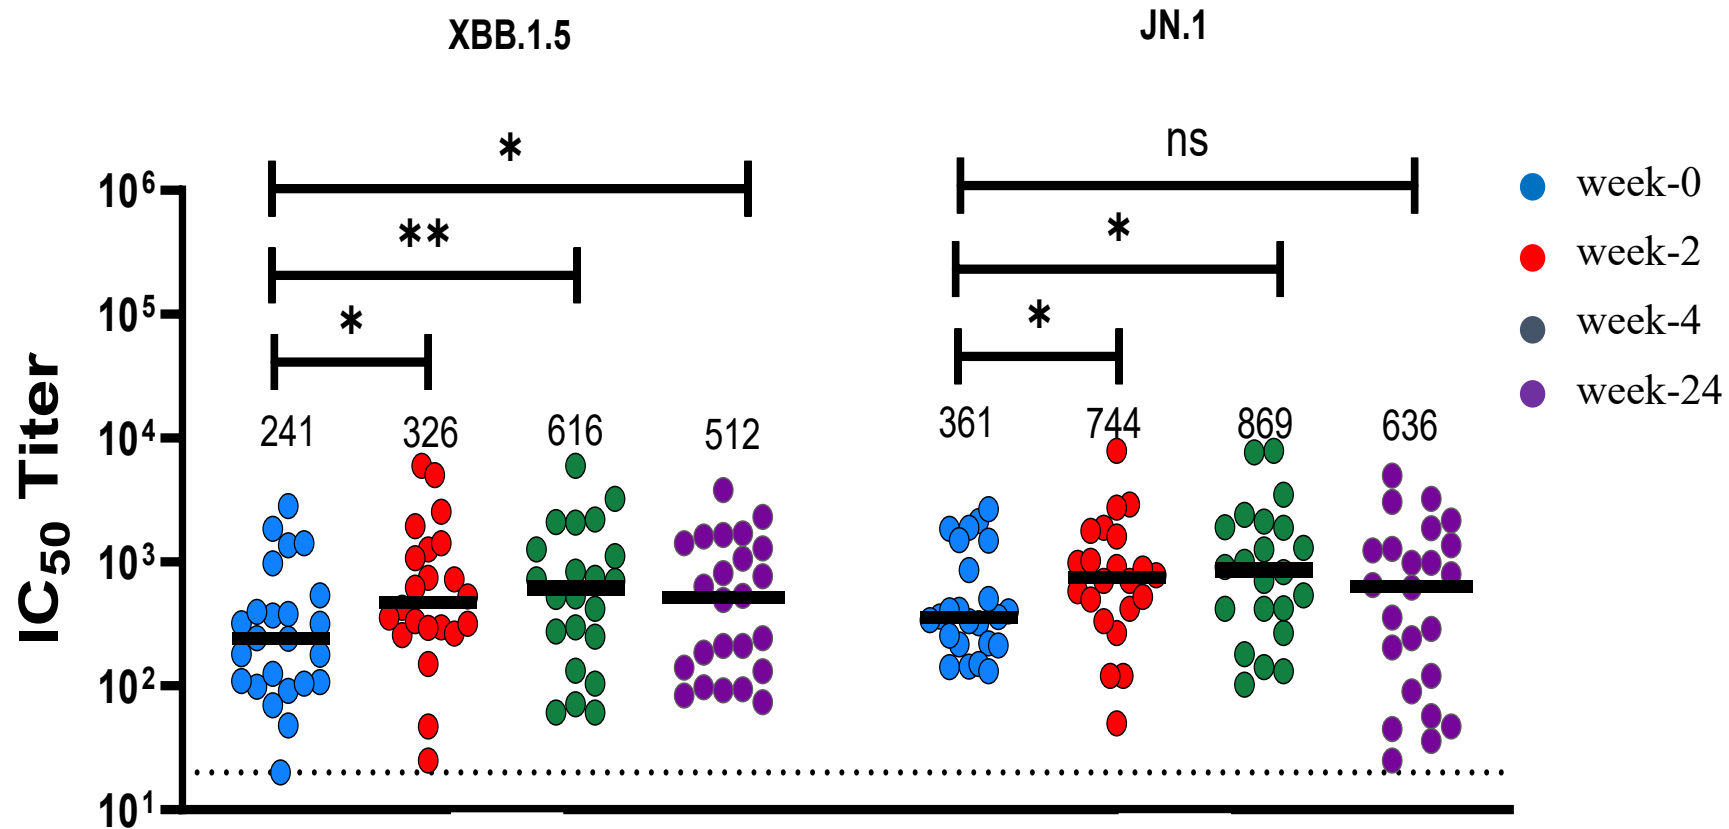 XBB.1.5
JN.1
*
ns
**
*
*
*
10⁶
10⁵
10⁴
10³
10²
10¹
IC₅₀ Titer
241
326
616
512
361
744
869
636
week-0
week-2
week-4
week-24